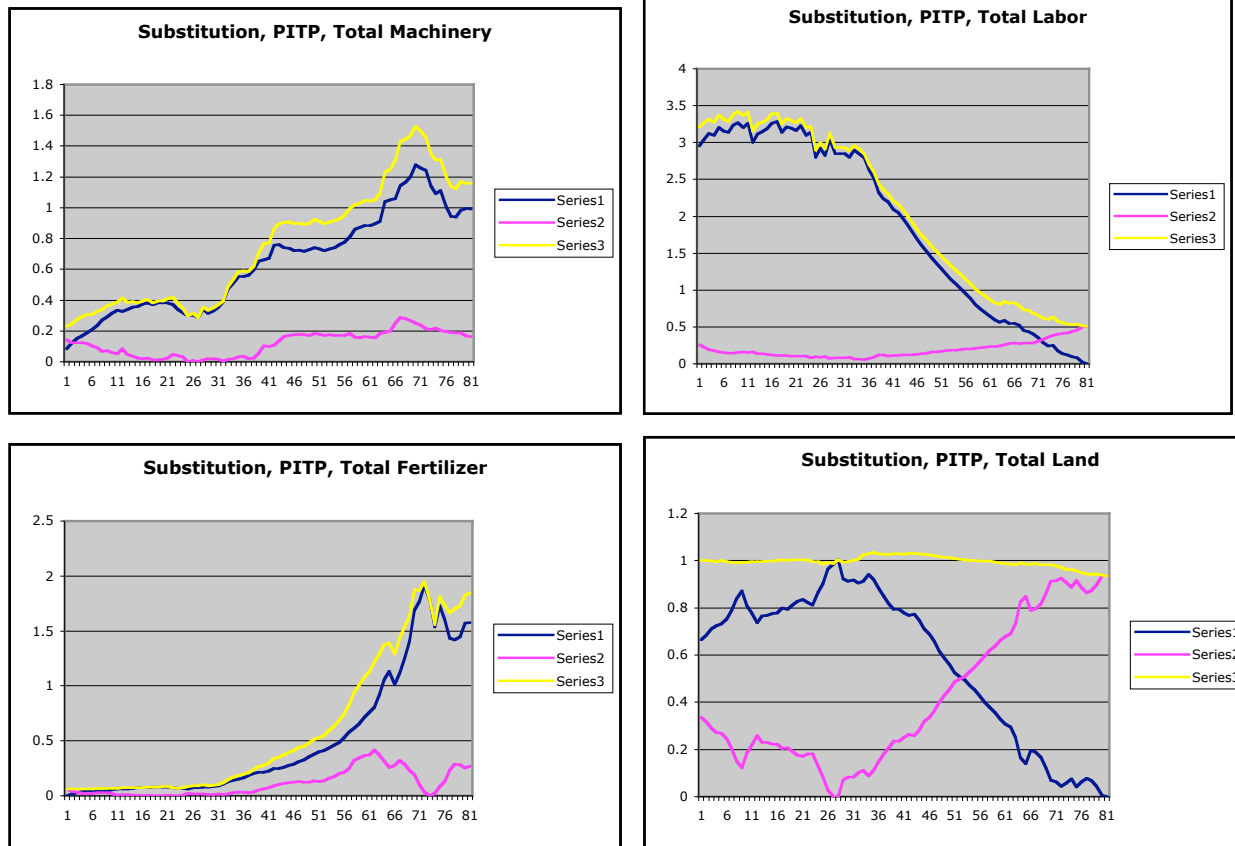 Substitution, PITP, Total Machinery
1.8
1.6
1.4
1.2
1
0.8
0.6
0.4
0.2
0
1 6 11 16 21 26 31 36 41 46 51 56 61 66 71 76 81
Series1
Series2
Series3
Substitution, PITP, Total Labor
4
3.5
3
2.5
2
1.5
1
0.5
0
1 6 11 16 21 26 31 36 41 46 51 56 61 66 71 76 81
Series1
Series2
Series3
Substitution, PITP, Total Fertilizer
2.5
2
1.5
1
0.5
0
1 6 11 16 21 26 31 36 41 46 51 56 61 66 71 76 81
Series1
Series2
Series3
Substitution, PITP, Total Land
1.2
1
0.8
0.6
0.4
0.2
0
1 6 11 16 21 26 31 36 41 46 51 56 61 66 71 76 81
Series1
Series2
Series3